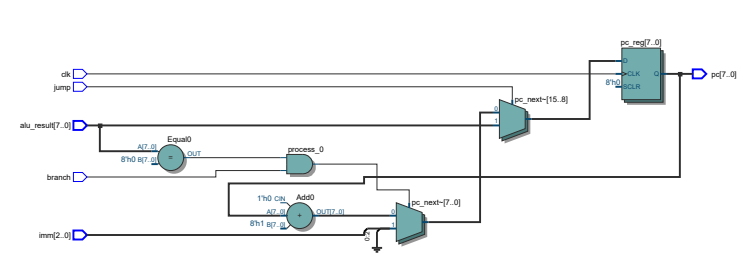 pc_reg[7..0]
clk
D
CLK
Q
pc[7..0]
jump
8'h0
SCLR
pc_next~[15..8]
0
alu_result[7..0]
1
Equal0
A[7..0]
OUT
process_0
8'h0 B[7..0]
=
branch
Add0
1'h0 CIN
pc_next~[7..0]
A[7..0]
+
OUT[7..0]
0
8'h1 B[7..0]
1
imm[2..0]
0:2